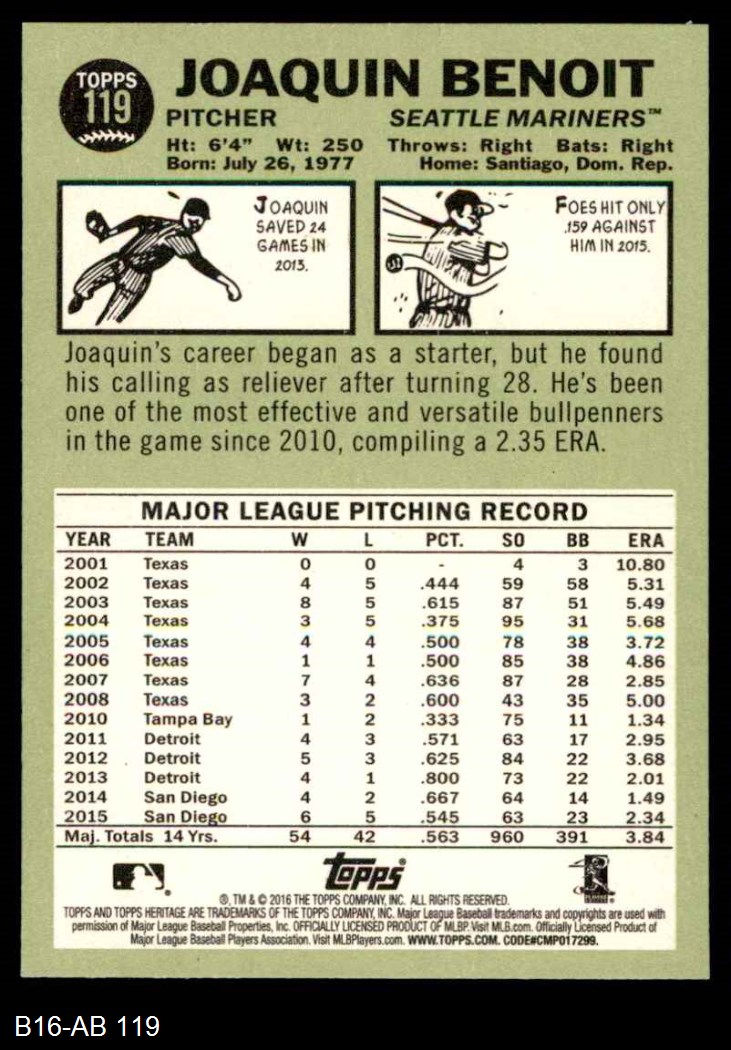 TOPPS
119
JOAQUIN BENOIT
PITCHER SEATTLE MARINERS™
Ht: 6'4" Wt: 250 Throws: Right Bats: Right
Born: July 26, 1977 Home: Santiago, Dom. Rep.
JOAQUIN
SAVED 24
GAMES IN
2013.
FOES HIT ONLY
.159 AGAINST
HIM IN 2015.
Joaquin's career began as a starter, but he found
his calling as reliever after turning 28. He's been
one of the most effective and versatile bullpenners
in the game since 2010, compiling a 2.35 ERA.
MAJOR LEAGUE PITCHING RECORD
YEAR TEAM W L PCT. SO BB ERA
2001 Texas 0 0 - 4 3 10.80
2002 Texas 4 5 .444 59 58 5.31
2003 Texas 8 5 .615 87 51 5.49
2004 Texas 3 5 .375 95 31 5.68
2005 Texas 4 4 .500 78 38 3.72
2006 Texas 1 1 .500 85 38 4.86
2007 Texas 7 4 .636 87 28 2.85
2008 Texas 3 2 .600 43 35 5.00
2010 Tampa Bay 1 2 .333 75 11 1.34
2011 Detroit 4 3 .571 63 17 2.95
2012 Detroit 5 3 .625 84 22 3.68
2013 Detroit 4 1 .800 73 22 2.01
2014 San Diego 4 2 .667 64 14 1.49
2015 San Diego 6 5 .545 63 23 2.34
Maj. Totals 14 Yrs. 54 42 .563 960 391 3.84
topps®
®, TM & © 2016 THE TOPPS COMPANY, INC. ALL RIGHTS RESERVED.
TOPPS AND TOPPS HERITAGE ARE TRADEMARKS OF THE TOPPS COMPANY, INC. Major League Baseball trademarks and copyrights are used with
permission of Major League Baseball Properties, Inc. OFFICIALLY LICENSED PRODUCT OF MLBP. Visit MLB.com. Officially Licensed Product of
Major League Baseball Players Association. Visit MLBPlayers.com. WWW.TOPPS.COM. CODE#CMP017299.
B16-AB 119